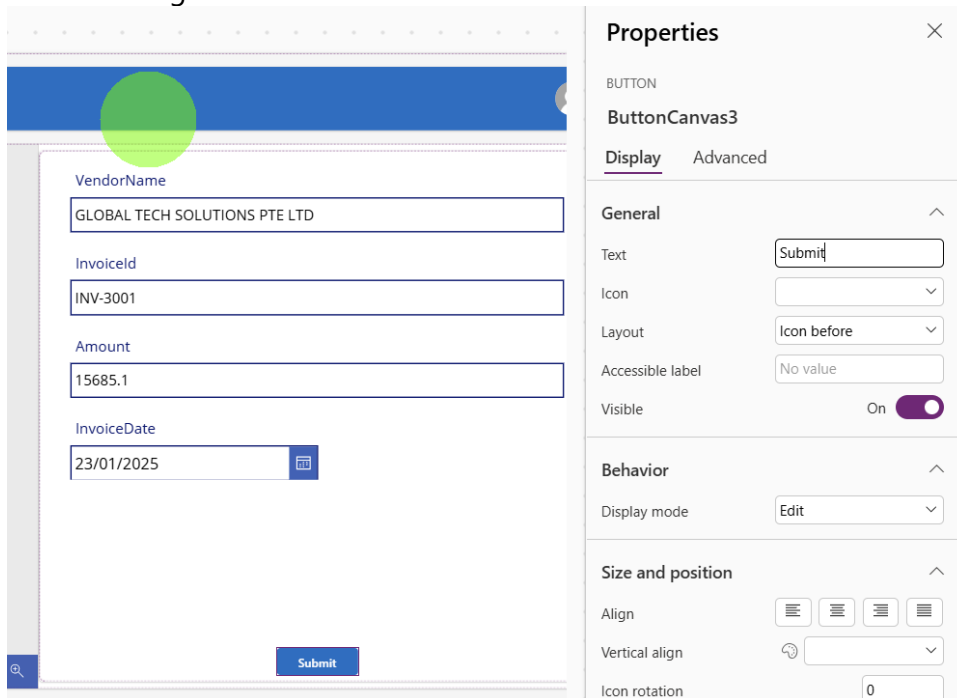 Properties
BUTTON
ButtonCanvas3
Display Advanced
VendorName
GLOBAL TECH SOLUTIONS PTE LTD
InvoiceId
INV-3001
Amount
15685.1
InvoiceDate
23/01/2025
Submit
General
Text Submit
Icon
Layout Icon before
Accessible label No value
Visible On
Behavior
Display mode Edit
Size and position
Align
Vertical align
Icon rotation 0